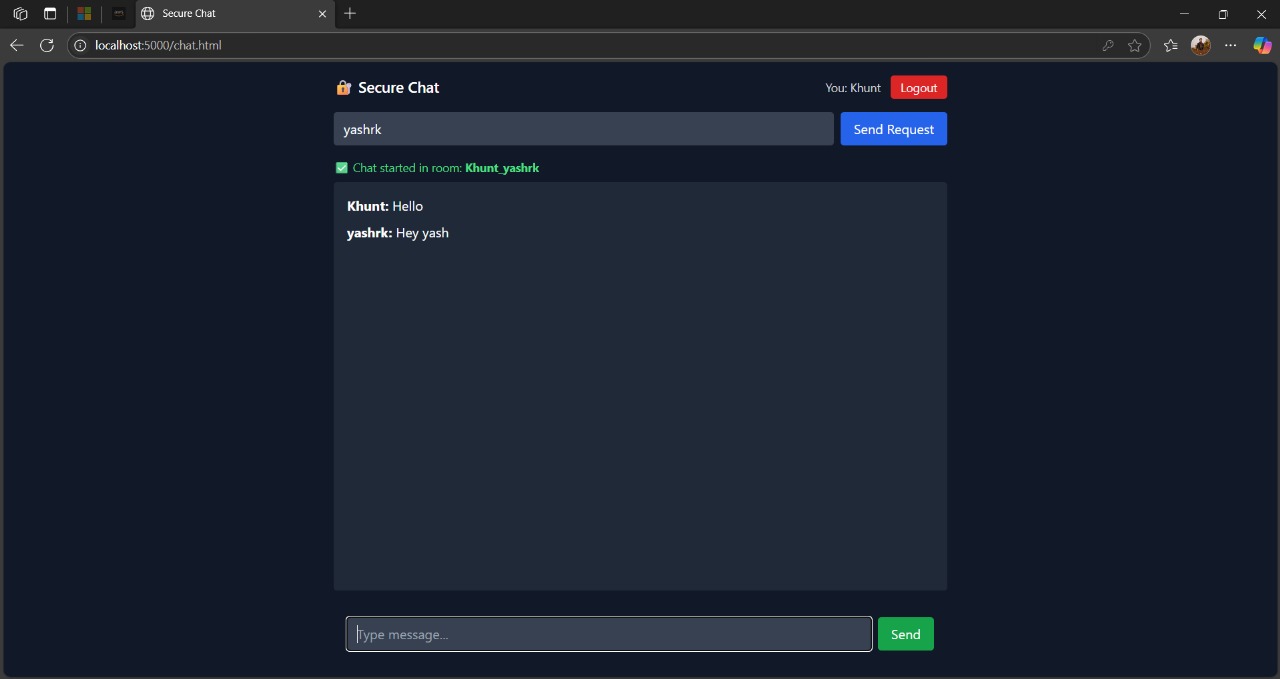 Secure Chat
localhost:5000/chat.html
🔐 Secure Chat
You: Khunt
Logout
yashrk
Send Request
✅ Chat started in room: Khunt_yashrk
Khunt: Hello
yashrk: Hey yash
Type message...
Send